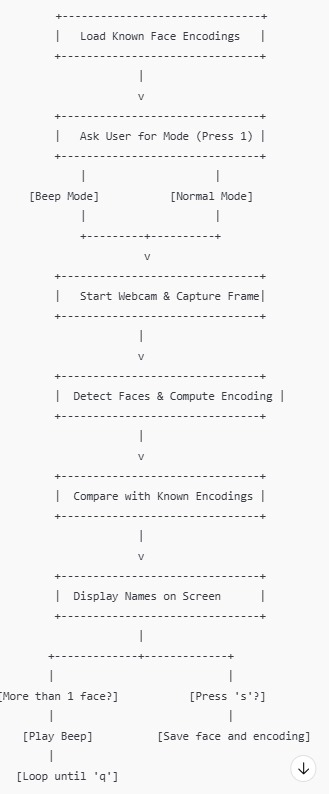 Load Known Face Encodings
Ask User for Mode (Press 1)
[Beep Mode] [Normal Mode]
Start Webcam & Capture Frame
Detect Faces & Compute Encoding
Compare with Known Encodings
Display Names on Screen
[More than 1 face?] [Press 's'?]
[Play Beep] [Save face and encoding]
[Loop until 'q']